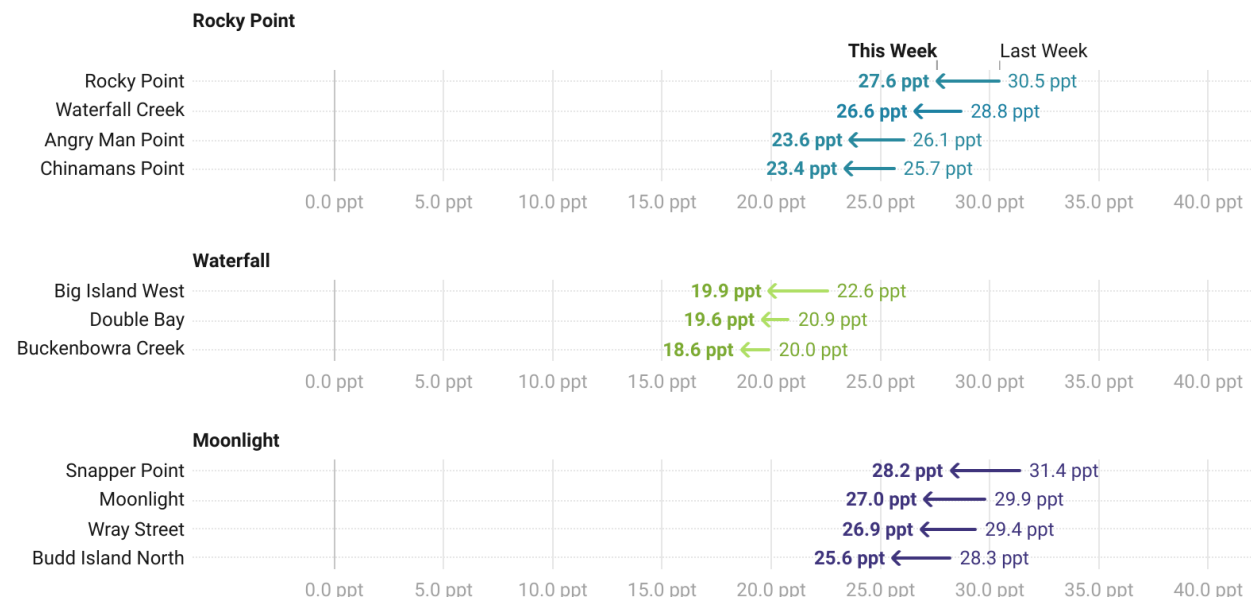 Rocky Point
This Week Last Week
Rocky Point 27.6 ppt 30.5 ppt
Waterfall Creek 26.6 ppt 28.8 ppt
Angry Man Point 23.6 ppt 26.1 ppt
Chinamans Point 23.4 ppt 25.7 ppt
0.0 ppt 5.0 ppt 10.0 ppt 15.0 ppt 20.0 ppt 25.0 ppt 30.0 ppt 35.0 ppt 40.0 ppt
Waterfall
Big Island West 19.9 ppt 22.6 ppt
Double Bay 19.6 ppt 20.9 ppt
Buckenbowra Creek 18.6 ppt 20.0 ppt
0.0 ppt 5.0 ppt 10.0 ppt 15.0 ppt 20.0 ppt 25.0 ppt 30.0 ppt 35.0 ppt 40.0 ppt
Moonlight
Snapper Point 28.2 ppt 31.4 ppt
Moonlight 27.0 ppt 29.9 ppt
Wray Street 26.9 ppt 29.4 ppt
Budd Island North 25.6 ppt 28.3 ppt
0.0 ppt 5.0 ppt 10.0 ppt 15.0 ppt 20.0 ppt 25.0 ppt 30.0 ppt 35.0 ppt 40.0 ppt